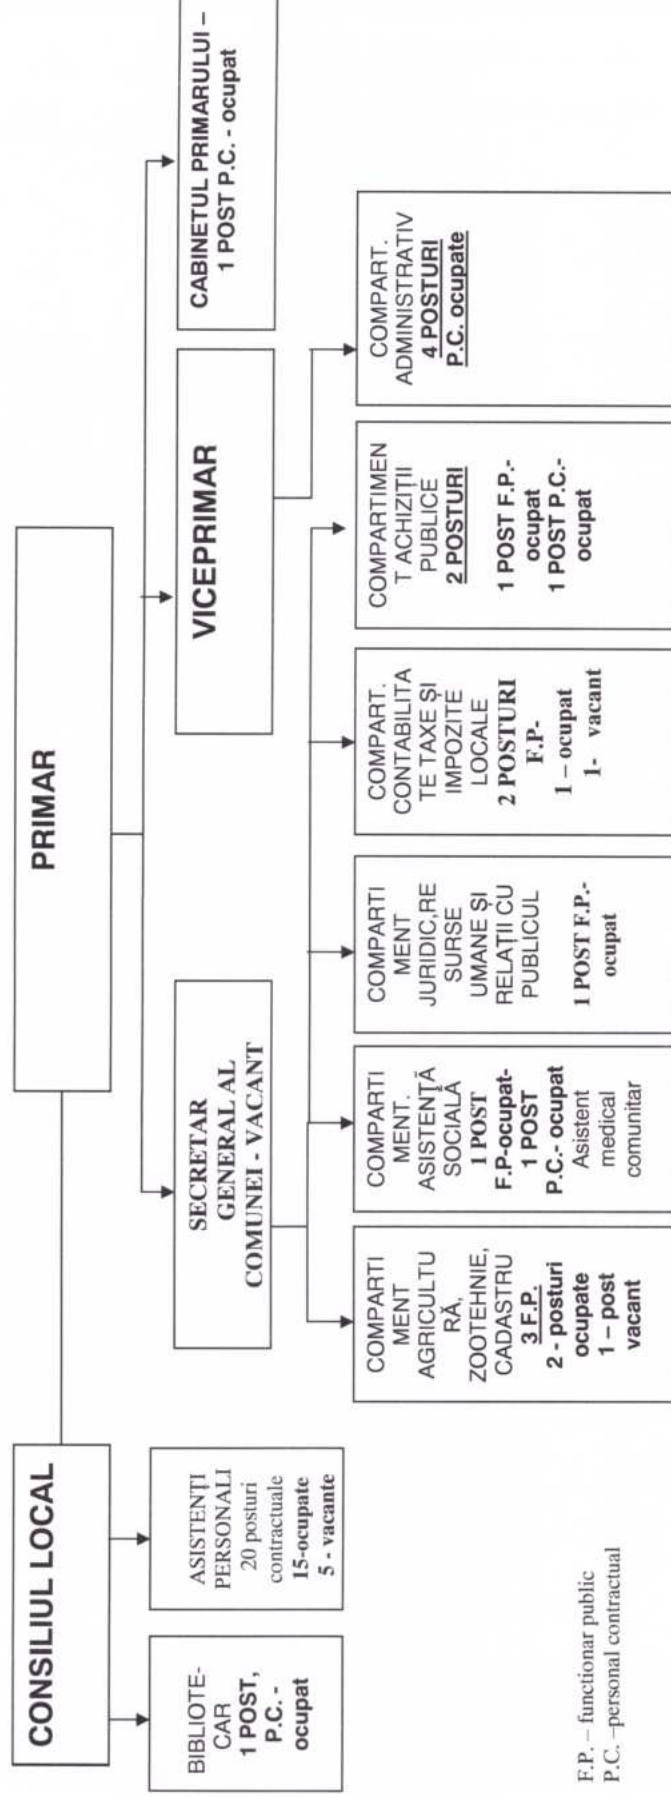 CONSILIUL LOCAL
PRIMAR
BIBLIOTE-
CAR
1 POST,
P.C. -
ocupat
ASISTENȚI
PERSONALI
20 posturi
contractuale
15-ocupate
5 - vacante
SECRETAR
GENERAL AL
COMUNEI - VACANT
VICEPRIMAR
CABINETUL PRIMARULUI –
1 POST P.C. - ocupat
COMPARTI
MENT
AGRICULTU
RĂ,
ZOOTEHNIE,
CADASTRU
3 F.P.
2 - posturi
ocupate
1 – post
vacant
COMPARTI
MENT.
ASISTENȚĂ
SOCIALĂ
1 POST
F.P-ocupat-
1 POST
P.C.- ocupat
Asistent
medical
comunitar
COMPARTI
MENT
JURIDIC,RE
SURSE
UMANE ȘI
RELAȚII CU
PUBLICUL
1 POST F.P.-
ocupat
COMPART.
CONTABILITA
TE TAXE ȘI
IMPOZITE
LOCALE
2 POSTURI
F.P-
1 – ocupat
1- vacant
COMPARTIMEN
T ACHIZIȚII
PUBLICE
2 POSTURI
1 POST F.P.-
ocupat
1 POST P.C.-
ocupat
COMPART.
ADMINISTRATIV
4 POSTURI
P.C. ocupate
F.P. – functionar public
P.C. –personal contractual